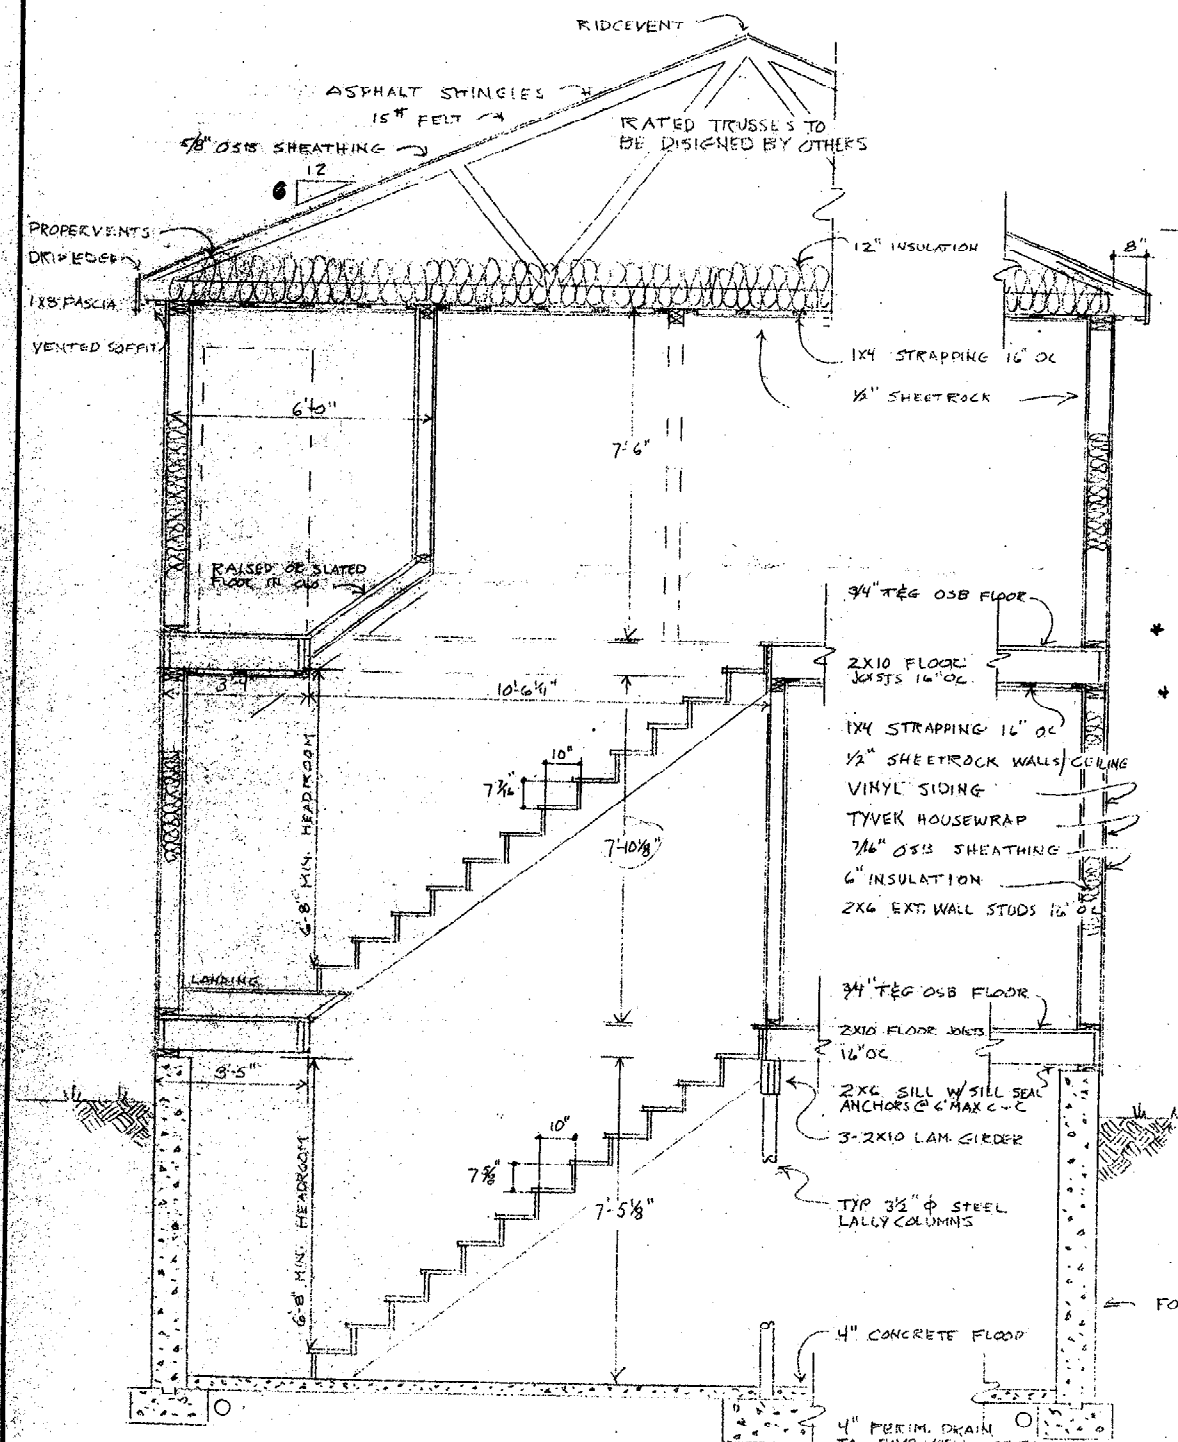 RIDCEVENT
ASPHALT SHINGLES
15# FELT
5/8" OSB SHEATHING
12
6
RATED TRUSSES TO
BE DISIGNED BY OTHERS
PROPERVENTS
DRIP EDGE
1X8 FASCIA
VENTED SOFFIT
12" INSULATION
8"
1X4 STRAPPING 16" OC
1/2" SHEETROCK
6'-0"
7'-6"
RAISED OR SLATED
FLOOR IN CLO
3/4" T&G OSB FLOOR
2X10 FLOOR
JOISTS 16" OC
10'-6 1/4"
1X4 STRAPPING 16" OC
1/2" SHEETROCK WALLS/CEILING
VINYL SIDING
TYVEK HOUSEWRAP
7/16" OSB SHEATHING
6" INSULATION
2X6 EXT. WALL STUDS 16" OC
10"
7 7/16"
6'-8" MIN. HEADROOM
7'-10 1/8"
LANDING
3/4" T&G OSB FLOOR
2X10 FLOOR JOISTS
16" OC
3'-5"
2X6 SILL W/ SILL SEAL
ANCHORS @ 6' MAX C-C
3-2X10 LAM. GIRDER
10"
7 5/8"
6'-8" MIN. HEADROOM
7'-5 1/8"
TYP 3 1/2" φ STEEL
LALLY COLUMNS
FO
4" CONCRETE FLOOR
4" PERIM. DRAIN